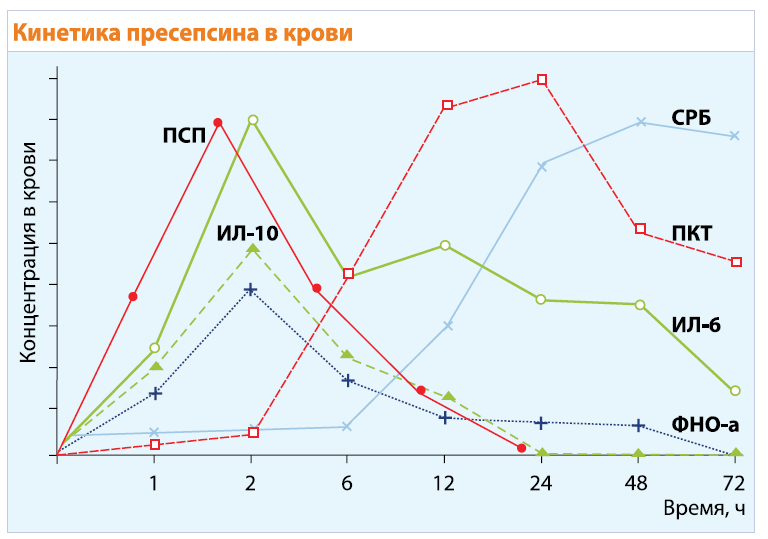 Кинетика пресепсина в крови
Концентрация в крови
ПСП
ИЛ-10
СРБ
ПКТ
ИЛ-6
ФНО-а
1 2 6 12 24 48 72
Время, ч